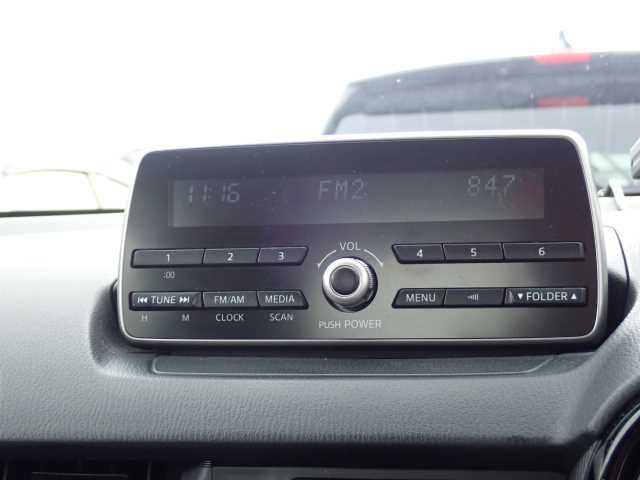 11:16 FM2 84.7
VOL
1 2 3 4 5 6
:00
⏮ TUNE ⏭ FM/AM MEDIA MENU ▼ FOLDER ▲
H M CLOCK SCAN PUSH POWER